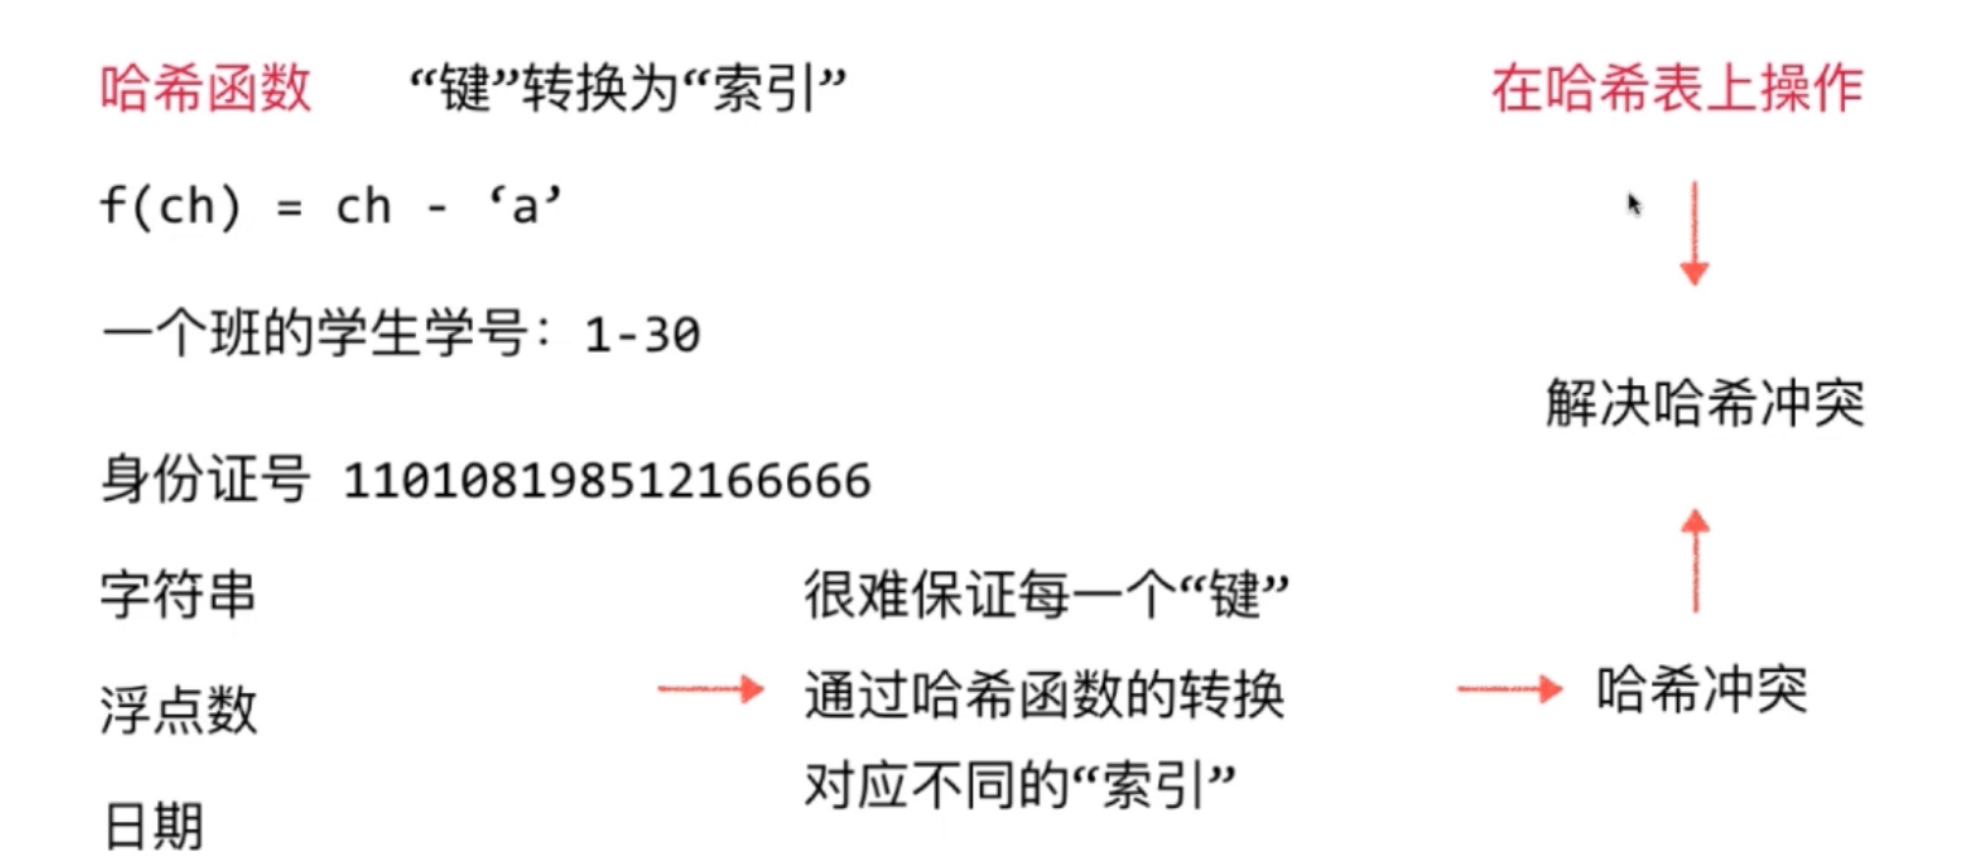 哈希函数 “键”转换为“索引”
在哈希表上操作
f(ch) = ch - ‘a’
一个班的学生学号：1-30
解决哈希冲突
身份证号 110108198512166666
字符串
浮点数
日期
很难保证每一个“键”
通过哈希函数的转换
对应不同的“索引”
哈希冲突